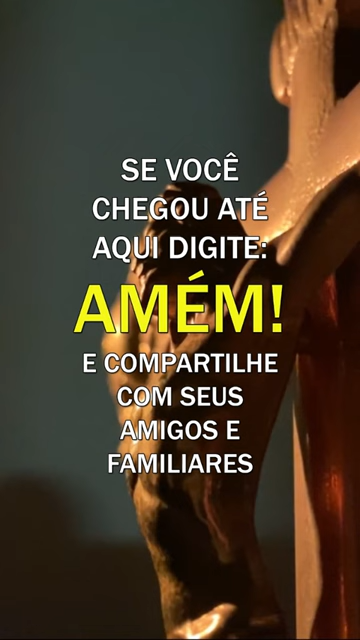 SE VOCÊ
CHEGOU ATÉ
AQUI DIGITE:
AMÉM!
E COMPARTILHE
COM SEUS
AMIGOS E
FAMILIARES